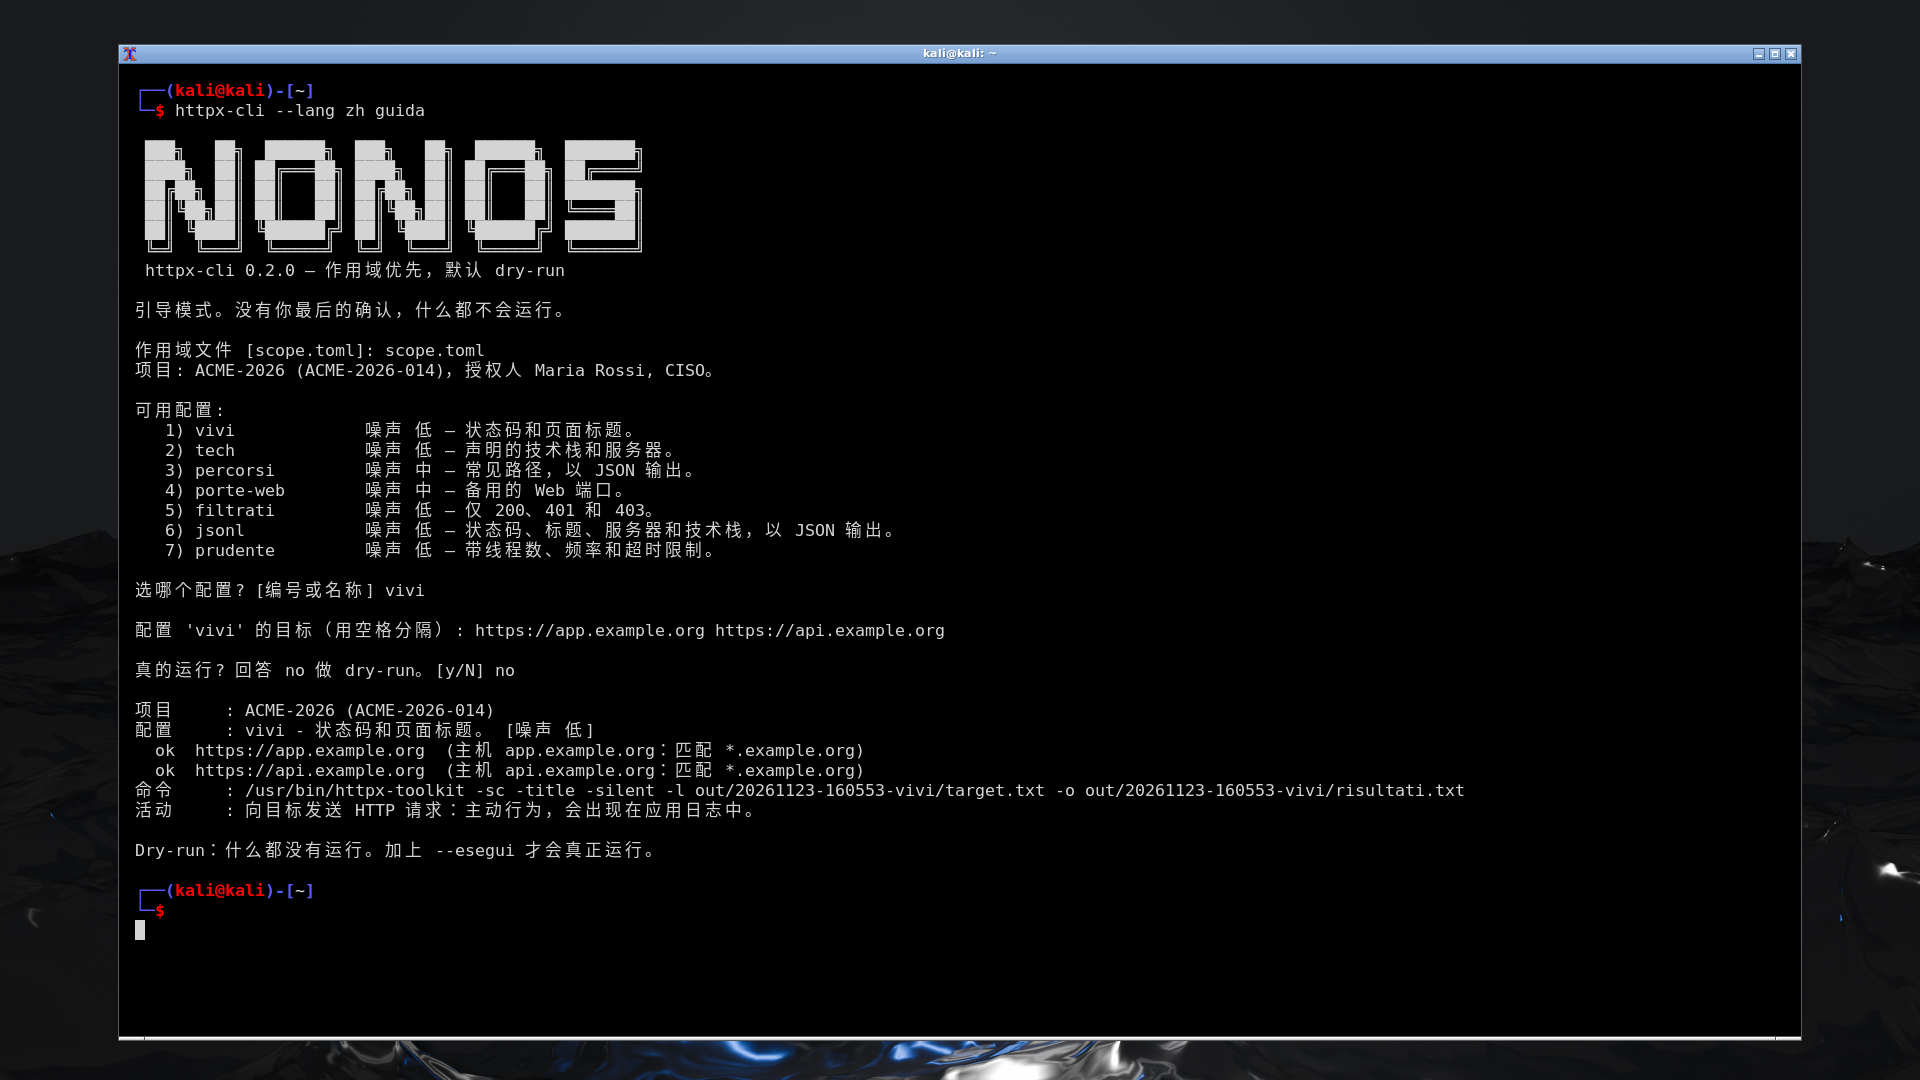 kali@kali: ~
┌──(kali@kali)-[~]
└─$ httpx-cli --lang zh guida
NONOS
httpx-cli 0.2.0 — 作用域优先，默认 dry-run
引导模式。没有你最后的确认，什么都不会运行。
作用域文件 [scope.toml]: scope.toml
项目: ACME-2026 (ACME-2026-014)，授权人 Maria Rossi, CISO。
可用配置:
1) vivi 噪声 低 — 状态码和页面标题。
2) tech 噪声 低 — 声明的技术栈和服务器。
3) percorsi 噪声 中 — 常见路径，以 JSON 输出。
4) porte-web 噪声 中 — 备用的 Web 端口。
5) filtrati 噪声 低 — 仅 200、401 和 403。
6) jsonl 噪声 低 — 状态码、标题、服务器和技术栈，以 JSON 输出。
7) prudente 噪声 低 — 带线程数、频率和超时限制。
选哪个配置? [编号或名称] vivi
配置 'vivi' 的目标（用空格分隔）: https://app.example.org https://api.example.org
真的运行? 回答 no 做 dry-run。[y/N] no
项目 : ACME-2026 (ACME-2026-014)
配置 : vivi - 状态码和页面标题。 [噪声 低]
ok https://app.example.org (主机 app.example.org：匹配 *.example.org)
ok https://api.example.org (主机 api.example.org：匹配 *.example.org)
命令 : /usr/bin/httpx-toolkit -sc -title -silent -l out/20261123-160553-vivi/target.txt -o out/20261123-160553-vivi/risultati.txt
活动 : 向目标发送 HTTP 请求：主动行为，会出现在应用日志中。
Dry-run：什么都没有运行。加上 --esegui 才会真正运行。
┌──(kali@kali)-[~]
└─$